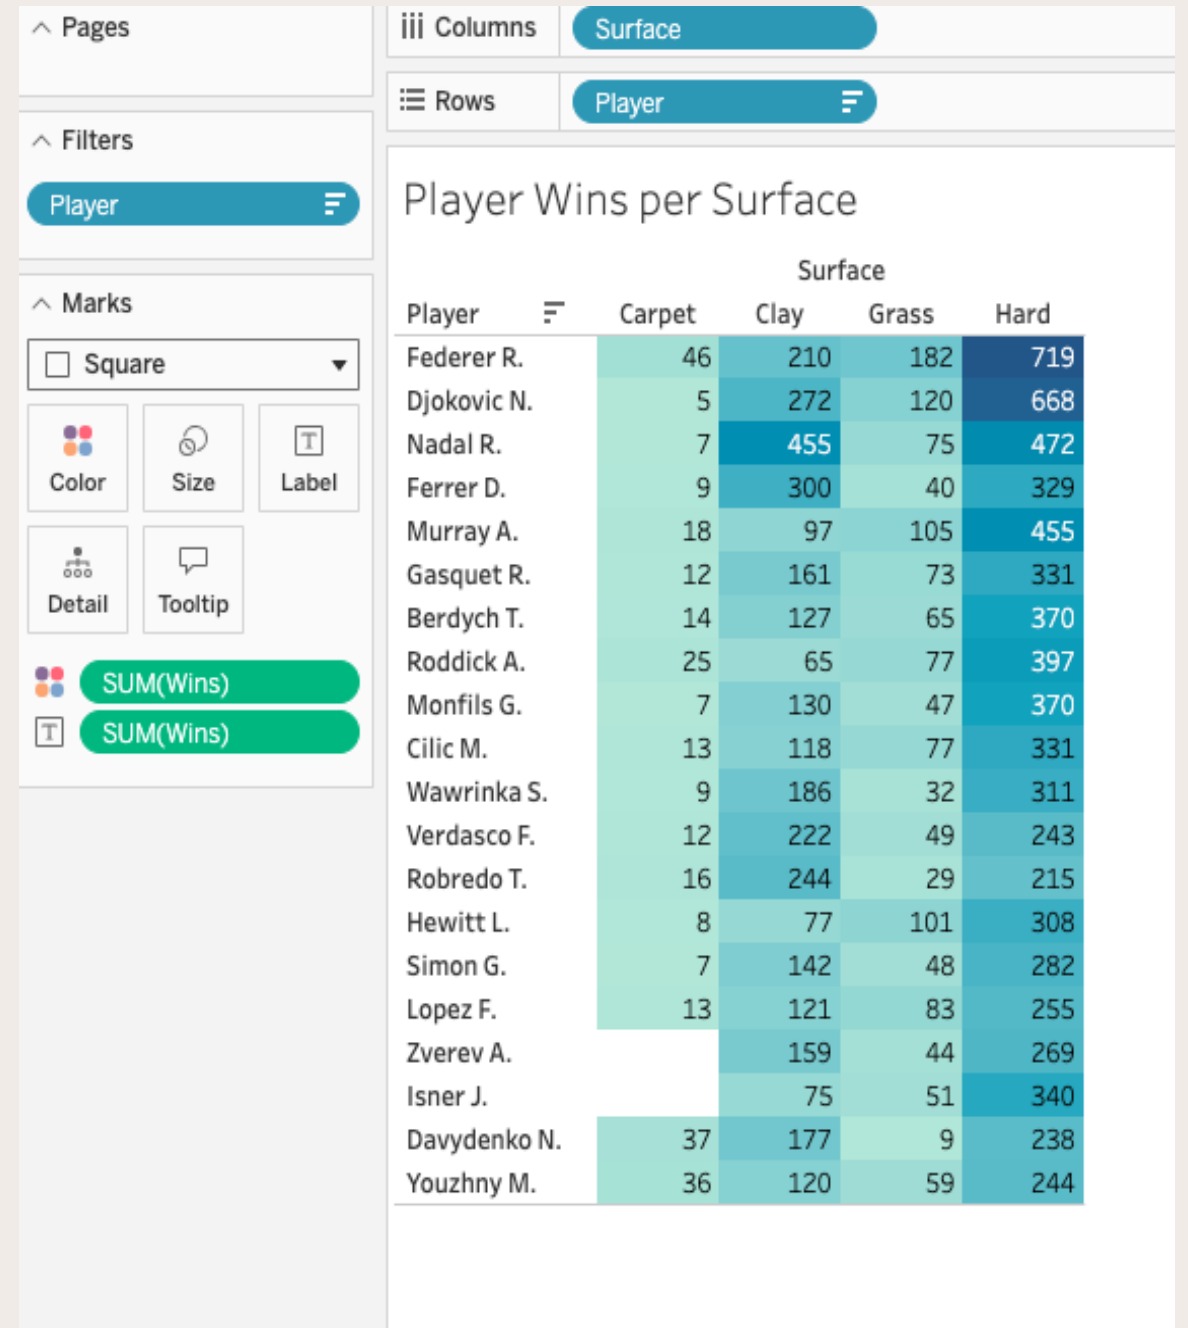 Pages
Filters
Player
Marks
Square
Color Size Label
Detail Tooltip
SUM(Wins)
SUM(Wins)
Columns Surface
Rows Player
Player Wins per Surface
Surface
Player Carpet Clay Grass Hard
Federer R. 46 210 182 719
Djokovic N. 5 272 120 668
Nadal R. 7 455 75 472
Ferrer D. 9 300 40 329
Murray A. 18 97 105 455
Gasquet R. 12 161 73 331
Berdych T. 14 127 65 370
Roddick A. 25 65 77 397
Monfils G. 7 130 47 370
Cilic M. 13 118 77 331
Wawrinka S. 9 186 32 311
Verdasco F. 12 222 49 243
Robredo T. 16 244 29 215
Hewitt L. 8 77 101 308
Simon G. 7 142 48 282
Lopez F. 13 121 83 255
Zverev A. 159 44 269
Isner J. 75 51 340
Davydenko N. 37 177 9 238
Youzhny M. 36 120 59 244